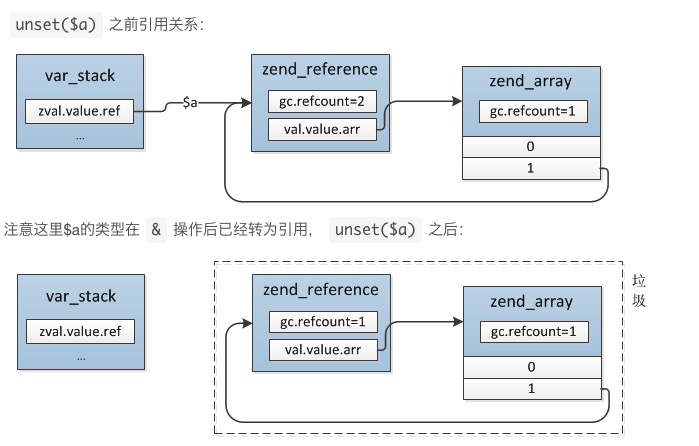 unset($a) 之前引用关系：
var_stack
zval.value.ref
...
$a
zend_reference
gc.refcount=2
val.value.arr
zend_array
gc.refcount=1
0
1
注意这里$a的类型在 & 操作后已经转为引用， unset($a) 之后：
var_stack
zval.value.ref
...
zend_reference
gc.refcount=1
val.value.arr
zend_array
gc.refcount=1
0
1
垃
圾